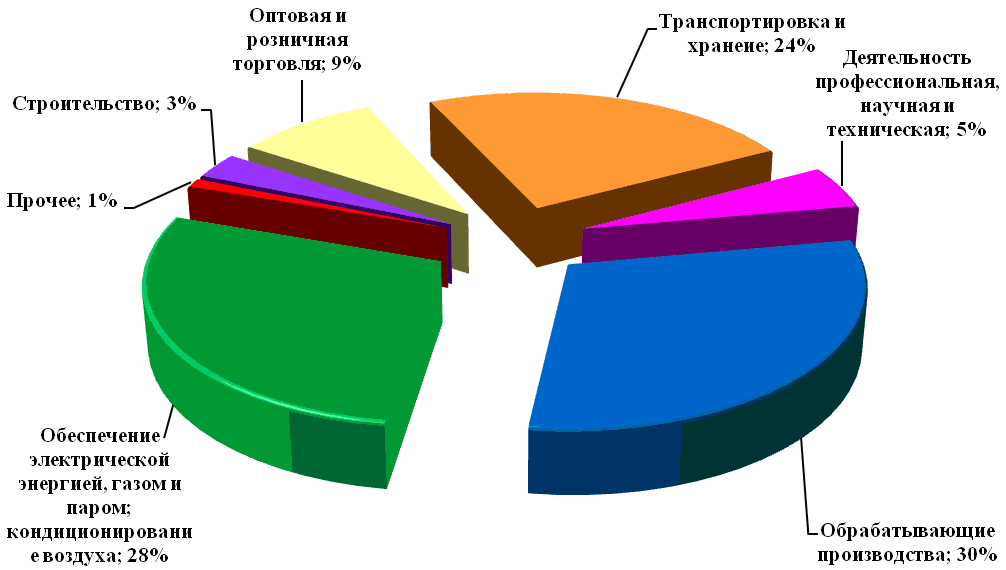 Оптовая и
розничная
торговля; 9%
Транспортировка и
хранеие; 24%
Деятельность
профессиональная,
научная и
техническая; 5%
Строительство; 3%
Прочее; 1%
Обеспечение
электрической
энергией, газом и
паром;
кондиционировани
е воздуха; 28%
Обрабатывающие
производства; 30%